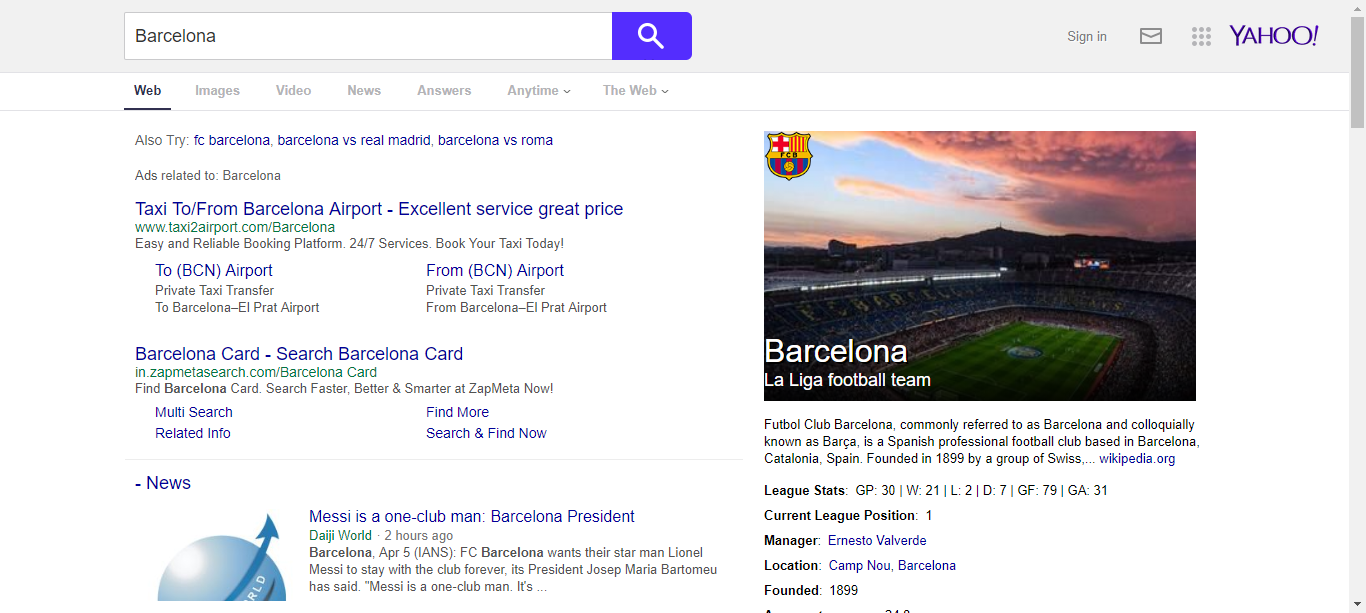 Barcelona
Sign in
YAHOO!
Web
Images
Video
News
Answers
Anytime
The Web
Also Try: fc barcelona, barcelona vs real madrid, barcelona vs roma
Ads related to: Barcelona
Taxi To/From Barcelona Airport - Excellent service great price
www.taxi2airport.com/Barcelona
Easy and Reliable Booking Platform. 24/7 Services. Book Your Taxi Today!
To (BCN) Airport
Private Taxi Transfer
To Barcelona–El Prat Airport
From (BCN) Airport
Private Taxi Transfer
From Barcelona–El Prat Airport
Barcelona Card - Search Barcelona Card
in.zapmetasearch.com/Barcelona Card
Find Barcelona Card. Search Faster, Better & Smarter at ZapMeta Now!
Multi Search
Find More
Related Info
Search & Find Now
- News
Messi is a one-club man: Barcelona President
Daiji World · 2 hours ago
Barcelona, Apr 5 (IANS): FC Barcelona wants their star man Lionel
Messi to stay with the club forever, its President Josep Maria Bartomeu
has said. "Messi is a one-club man. It's ...
FCB
Barcelona
La Liga football team
Futbol Club Barcelona, commonly referred to as Barcelona and colloquially
known as Barça, is a Spanish professional football club based in Barcelona,
Catalonia, Spain. Founded in 1899 by a group of Swiss,... wikipedia.org
League Stats: GP: 30 | W: 21 | L: 2 | D: 7 | GF: 79 | GA: 31
Current League Position: 1
Manager: Ernesto Valverde
Location: Camp Nou, Barcelona
Founded: 1899